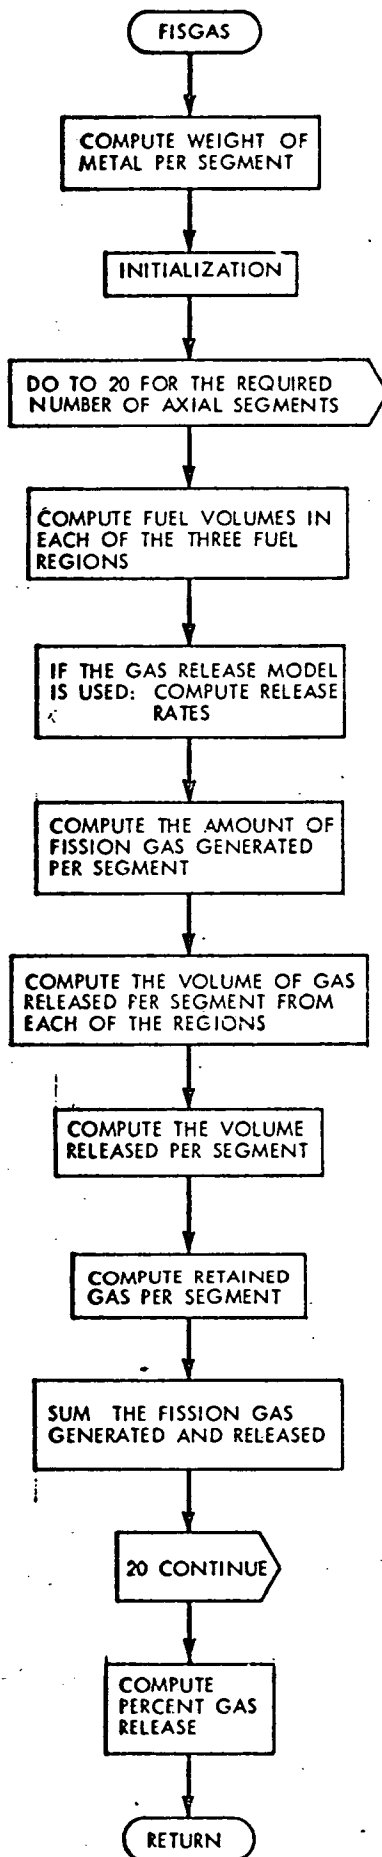 FISGAS
COMPUTE WEIGHT OF
METAL PER SEGMENT
INITIALIZATION
DO TO 20 FOR THE REQUIRED
NUMBER OF AXIAL SEGMENTS
COMPUTE FUEL VOLUMES IN
EACH OF THE THREE FUEL
REGIONS
IF THE GAS RELEASE MODEL
IS USED: COMPUTE RELEASE
RATES
COMPUTE THE AMOUNT OF
FISSION GAS GENERATED
PER SEGMENT
COMPUTE THE VOLUME OF GAS
RELEASED PER SEGMENT FROM
EACH OF THE REGIONS
COMPUTE THE VOLUME
RELEASED PER SEGMENT
COMPUTE RETAINED
GAS PER SEGMENT
SUM THE FISSION GAS
GENERATED AND RELEASED
20 CONTINUE
COMPUTE
PERCENT GAS
RELEASE
RETURN